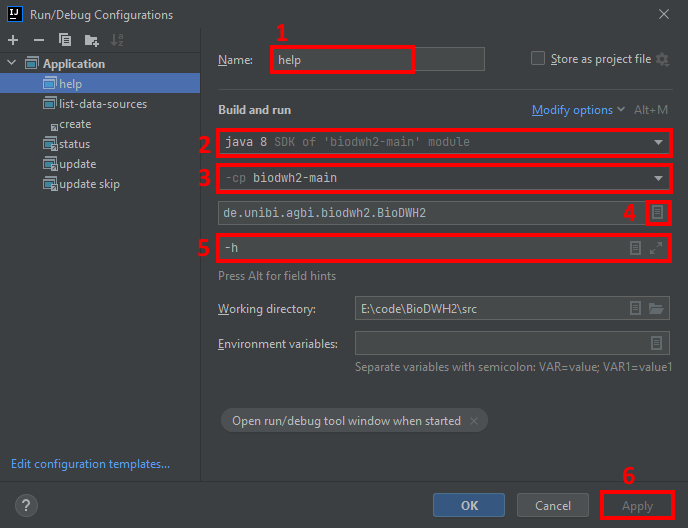 Run/Debug Configurations
1
Name: help
Store as project file
Application
help
list-data-sources
create
status
update
update skip
Build and run
Modify options Alt+M
2 java 8 SDK of 'biodwh2-main' module
3 -cp biodwh2-main
de.unibi.agbi.biodwh2.BioDWH2 4
5 -h
Press Alt for field hints
Working directory: E:\code\BioDWH2\src
Environment variables:
Separate variables with semicolon: VAR=value; VAR1=value1
Open run/debug tool window when started
Edit configuration templates...
6
? OK Cancel Apply